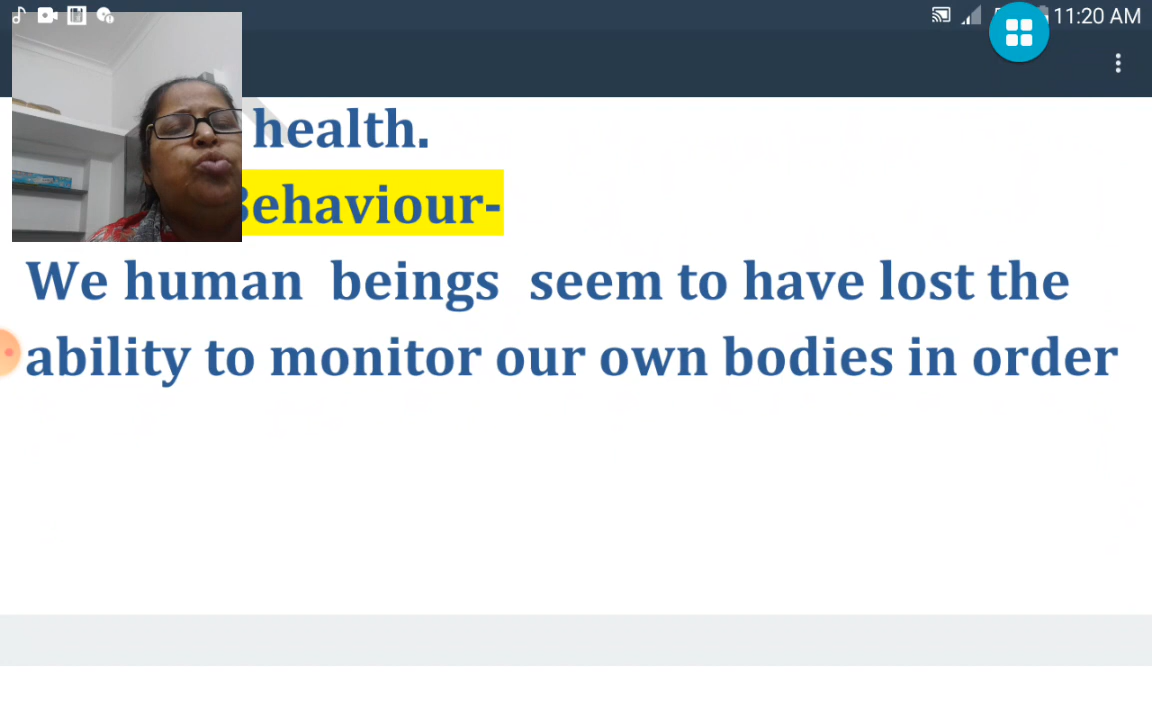 11:20 AM
health.
Behaviour-
We human beings seem to have lost the
ability to monitor our own bodies in order